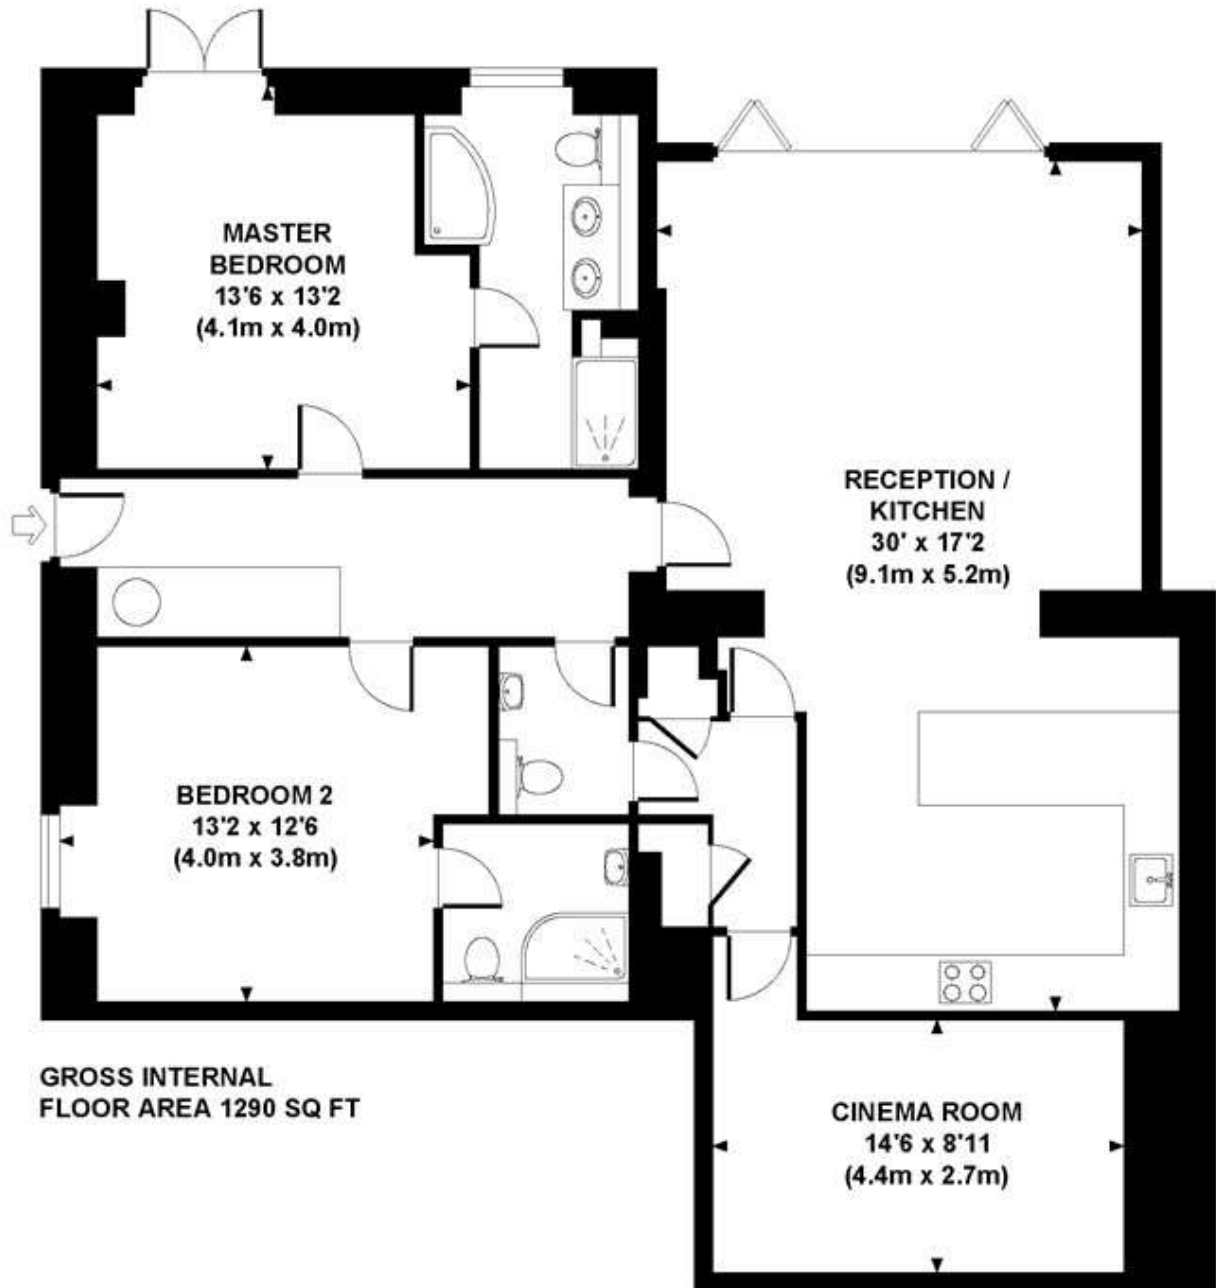 MASTER
BEDROOM
13'6 x 13'2
(4.1m x 4.0m)
RECEPTION /
KITCHEN
30' x 17'2
(9.1m x 5.2m)
BEDROOM 2
13'2 x 12'6
(4.0m x 3.8m)
GROSS INTERNAL
FLOOR AREA 1290 SQ FT
CINEMA ROOM
14'6 x 8'11
(4.4m x 2.7m)